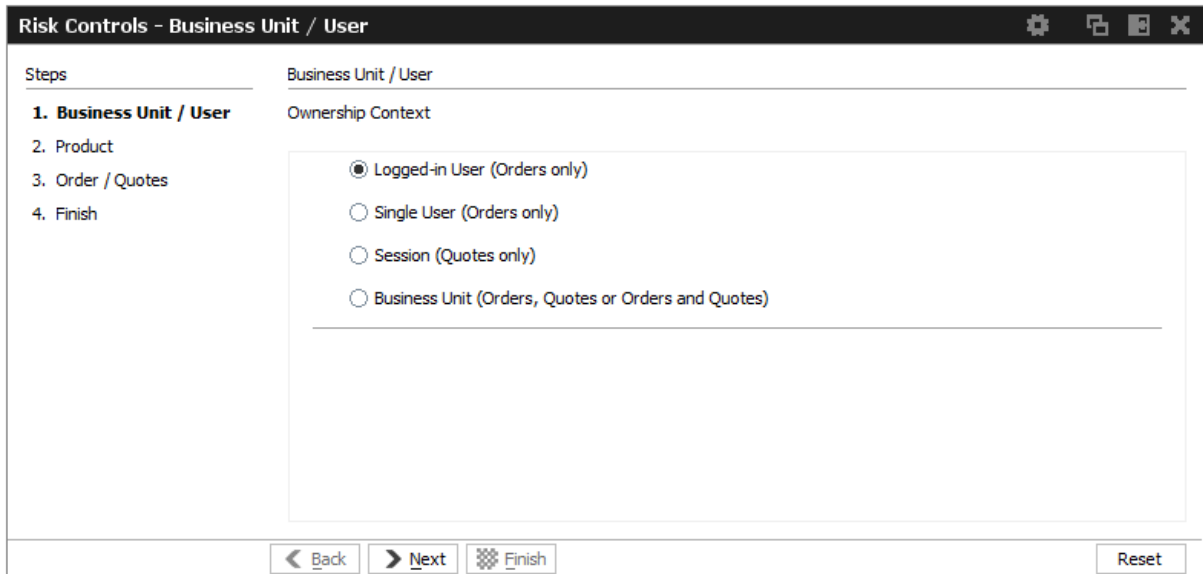 Risk Controls - Business Unit / User
Steps
1. Business Unit / User
2. Product
3. Order / Quotes
4. Finish
Business Unit / User
Ownership Context
Logged-in User (Orders only)
Single User (Orders only)
Session (Quotes only)
Business Unit (Orders, Quotes or Orders and Quotes)
Back Next Finish Reset